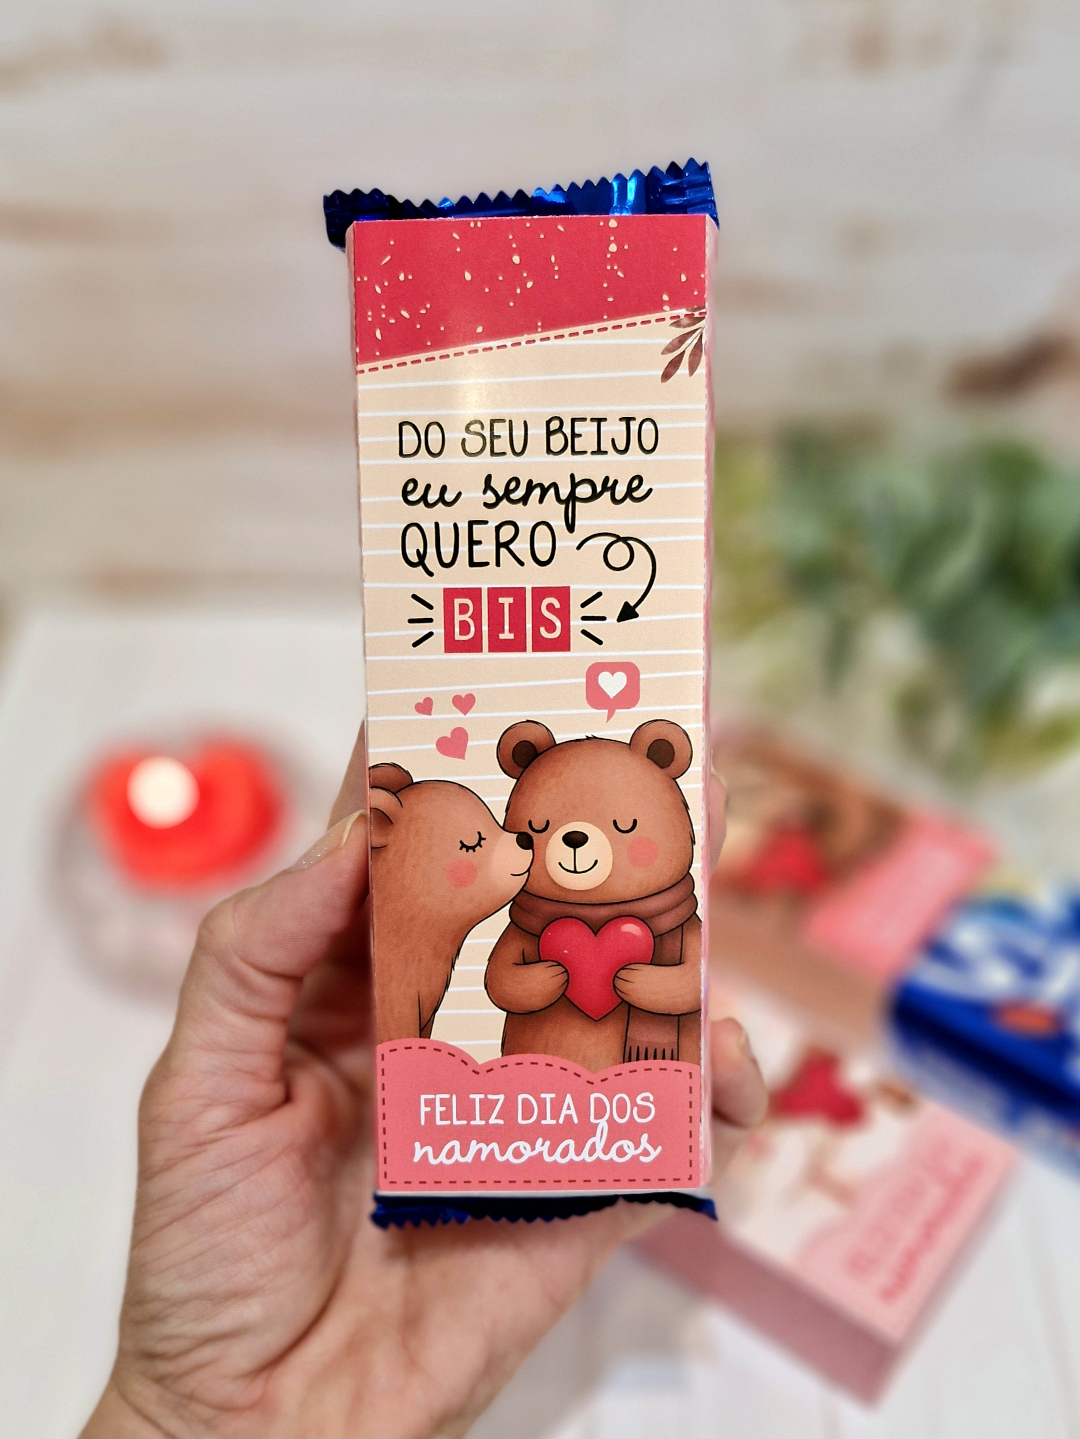 DO SEU BEIJO
eu sempre
QUERO
BIS
FELIZ DIA DOS
namorados